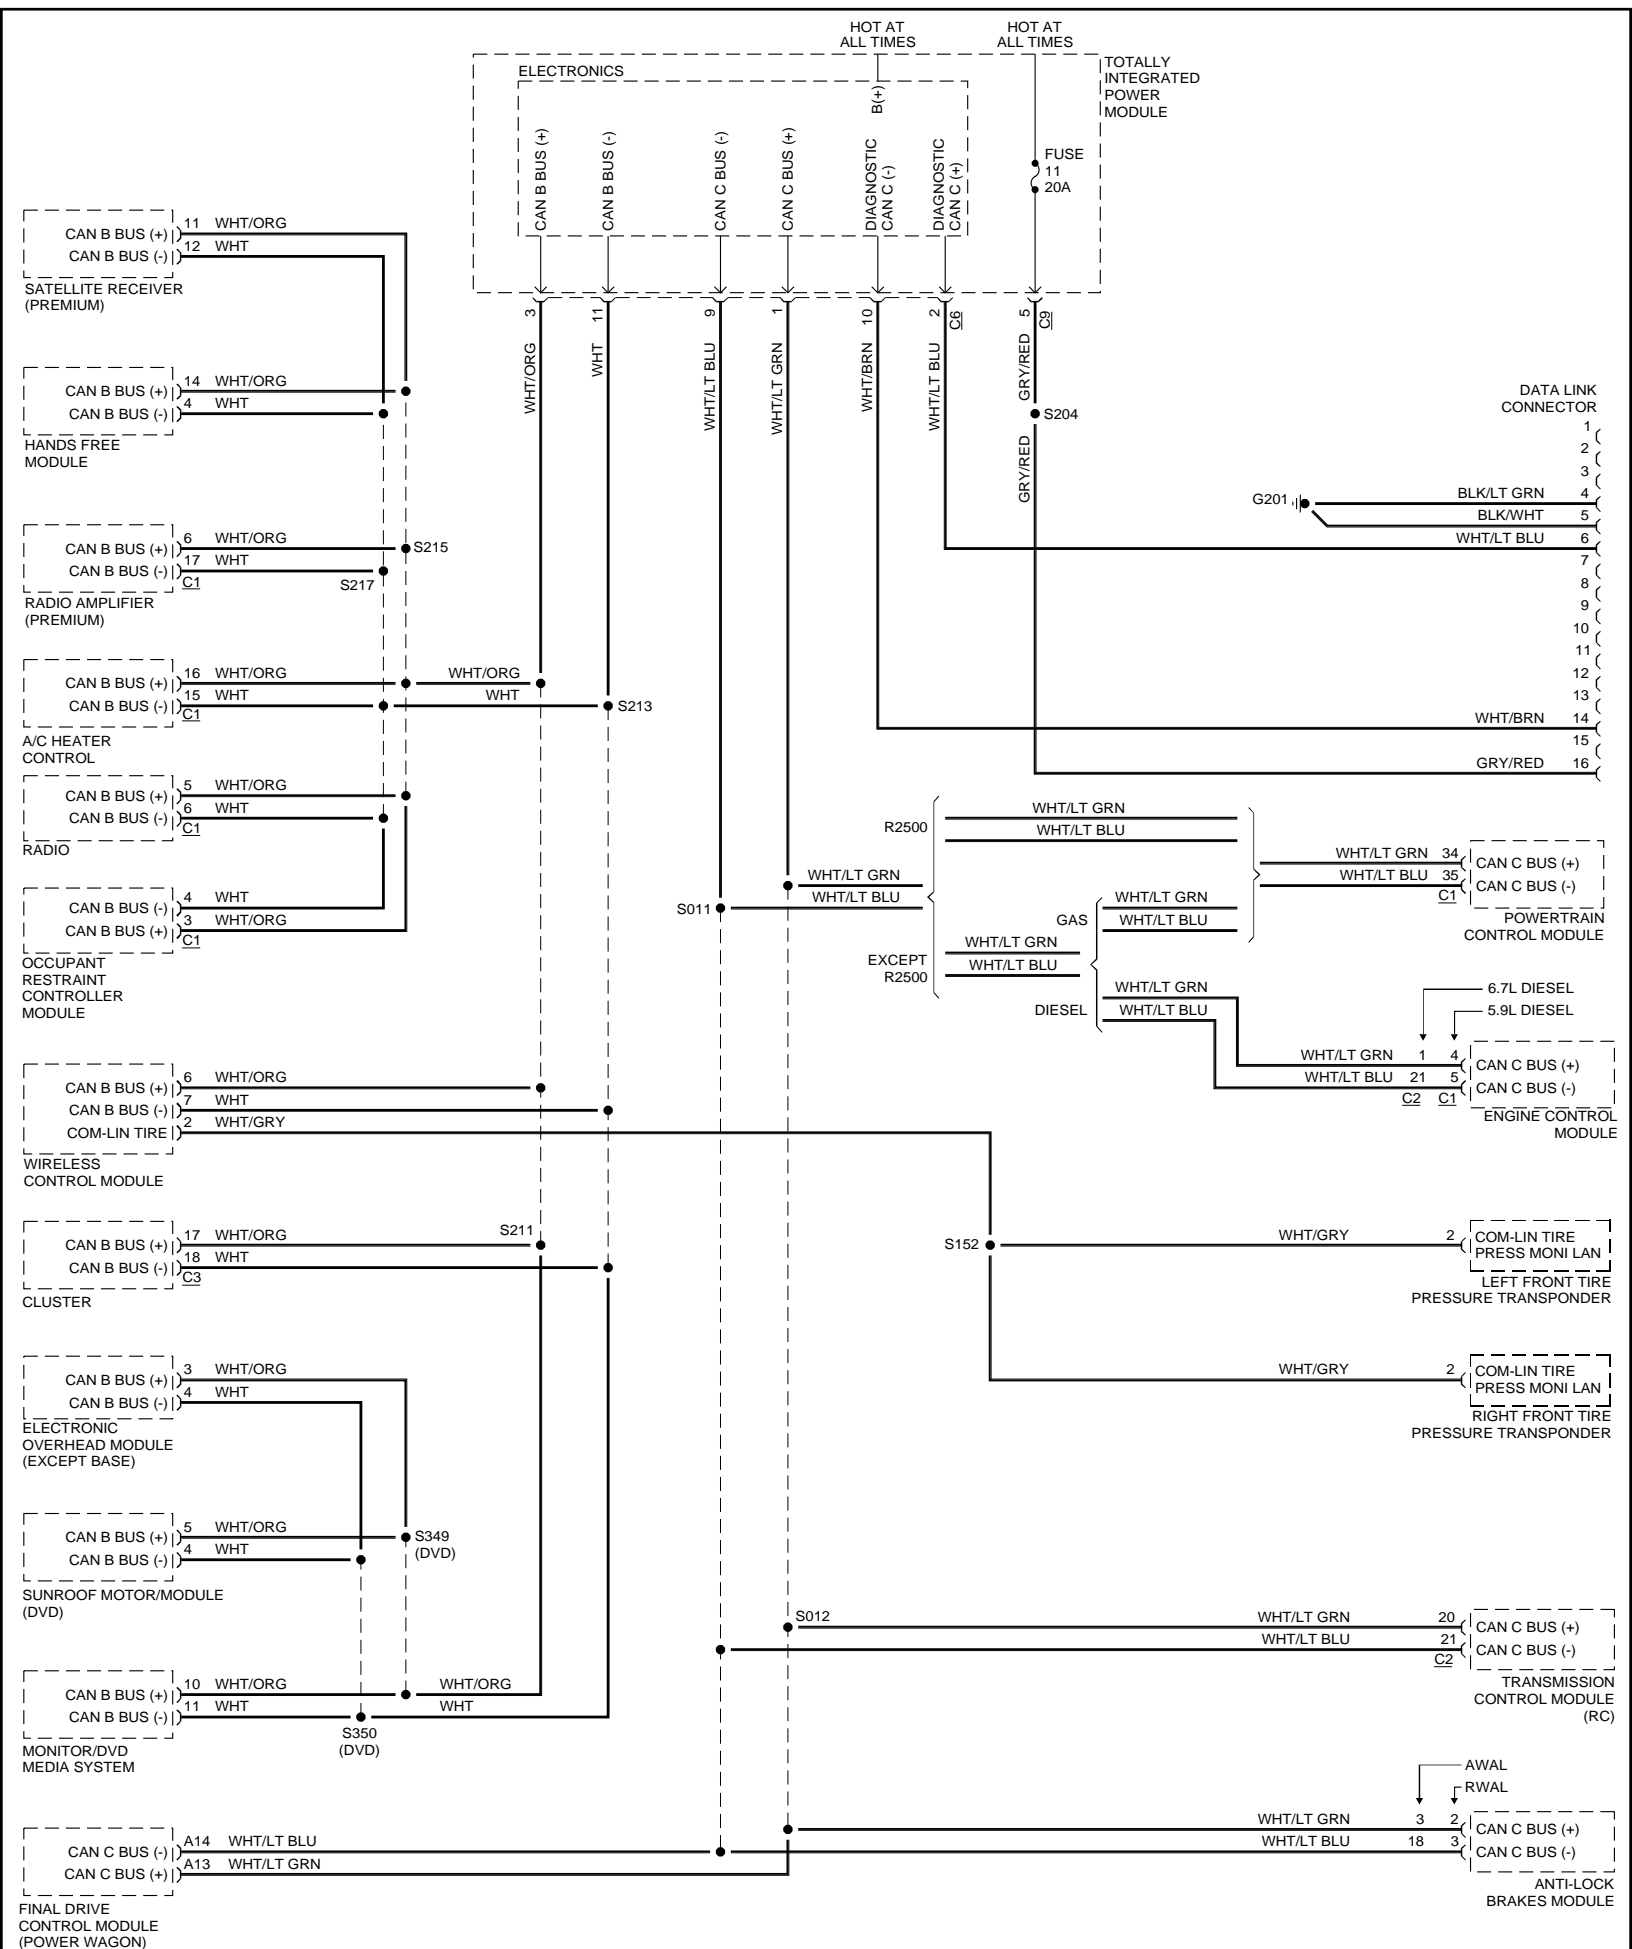 HOT AT
ALL TIMES
HOT AT
ALL TIMES
TOTALLY
INTEGRATED
POWER
MODULE
ELECTRONICS
B(+)
CAN B BUS (+)
CAN B BUS (-)
CAN C BUS (-)
CAN C BUS (+)
DIAGNOSTIC
CAN C (-)
DIAGNOSTIC
CAN C (+)
FUSE
11
20A
3
11
9
1
10
2
C6
5
C9
WHT/ORG
WHT
WHT/LT BLU
WHT/LT GRN
WHT/BRN
WHT/LT BLU
GRY/RED
S204
GRY/RED
11 WHT/ORG
CAN B BUS (+)
12 WHT
CAN B BUS (-)
SATELLITE RECEIVER
(PREMIUM)
14 WHT/ORG
CAN B BUS (+)
4 WHT
CAN B BUS (-)
HANDS FREE
MODULE
6 WHT/ORG
CAN B BUS (+)
S215
17 WHT
CAN B BUS (-)
C1
S217
RADIO AMPLIFIER
(PREMIUM)
16 WHT/ORG
WHT/ORG
CAN B BUS (+)
15 WHT
WHT
CAN B BUS (-)
C1
S213
A/C HEATER
CONTROL
5 WHT/ORG
CAN B BUS (+)
6 WHT
CAN B BUS (-)
C1
RADIO
4 WHT
CAN B BUS (-)
3 WHT/ORG
CAN B BUS (+)
C1
OCCUPANT
RESTRAINT
CONTROLLER
MODULE
6 WHT/ORG
CAN B BUS (+)
7 WHT
CAN B BUS (-)
2 WHT/GRY
COM-LIN TIRE
WIRELESS
CONTROL MODULE
17 WHT/ORG
S211
CAN B BUS (+)
18 WHT
CAN B BUS (-)
C3
CLUSTER
3 WHT/ORG
CAN B BUS (+)
4 WHT
CAN B BUS (-)
ELECTRONIC
OVERHEAD MODULE
(EXCEPT BASE)
5 WHT/ORG
CAN B BUS (+)
S349
(DVD)
4 WHT
CAN B BUS (-)
SUNROOF MOTOR/MODULE
(DVD)
10 WHT/ORG
WHT/ORG
CAN B BUS (+)
11 WHT
WHT
CAN B BUS (-)
S350
(DVD)
MONITOR/DVD
MEDIA SYSTEM
A14 WHT/LT BLU
CAN C BUS (-)
A13 WHT/LT GRN
CAN C BUS (+)
FINAL DRIVE
CONTROL MODULE
(POWER WAGON)
DATA LINK
CONNECTOR
1
2
3
G201
BLK/LT GRN 4
BLK/WHT 5
WHT/LT BLU 6
7
8
9
10
11
12
13
WHT/BRN 14
15
GRY/RED 16
WHT/LT GRN
R2500
WHT/LT BLU
WHT/LT GRN
WHT/LT BLU
S011
GAS
WHT/LT GRN
WHT/LT BLU
EXCEPT
R2500
WHT/LT GRN
WHT/LT BLU
DIESEL
WHT/LT GRN
WHT/LT BLU
WHT/LT GRN 34
CAN C BUS (+)
WHT/LT BLU 35
CAN C BUS (-)
C1
POWERTRAIN
CONTROL MODULE
6.7L DIESEL
5.9L DIESEL
WHT/LT GRN 1 4
CAN C BUS (+)
WHT/LT BLU 21 5
CAN C BUS (-)
C2 C1
ENGINE CONTROL
MODULE
S152
WHT/GRY 2
COM-LIN TIRE
PRESS MONI LAN
LEFT FRONT TIRE
PRESSURE TRANSPONDER
WHT/GRY 2
COM-LIN TIRE
PRESS MONI LAN
RIGHT FRONT TIRE
PRESSURE TRANSPONDER
S012
WHT/LT GRN 20
CAN C BUS (+)
WHT/LT BLU 21
CAN C BUS (-)
C2
TRANSMISSION
CONTROL MODULE
(RC)
AWAL
RWAL
WHT/LT GRN 3 2
CAN C BUS (+)
WHT/LT BLU 18 3
CAN C BUS (-)
ANTI-LOCK
BRAKES MODULE